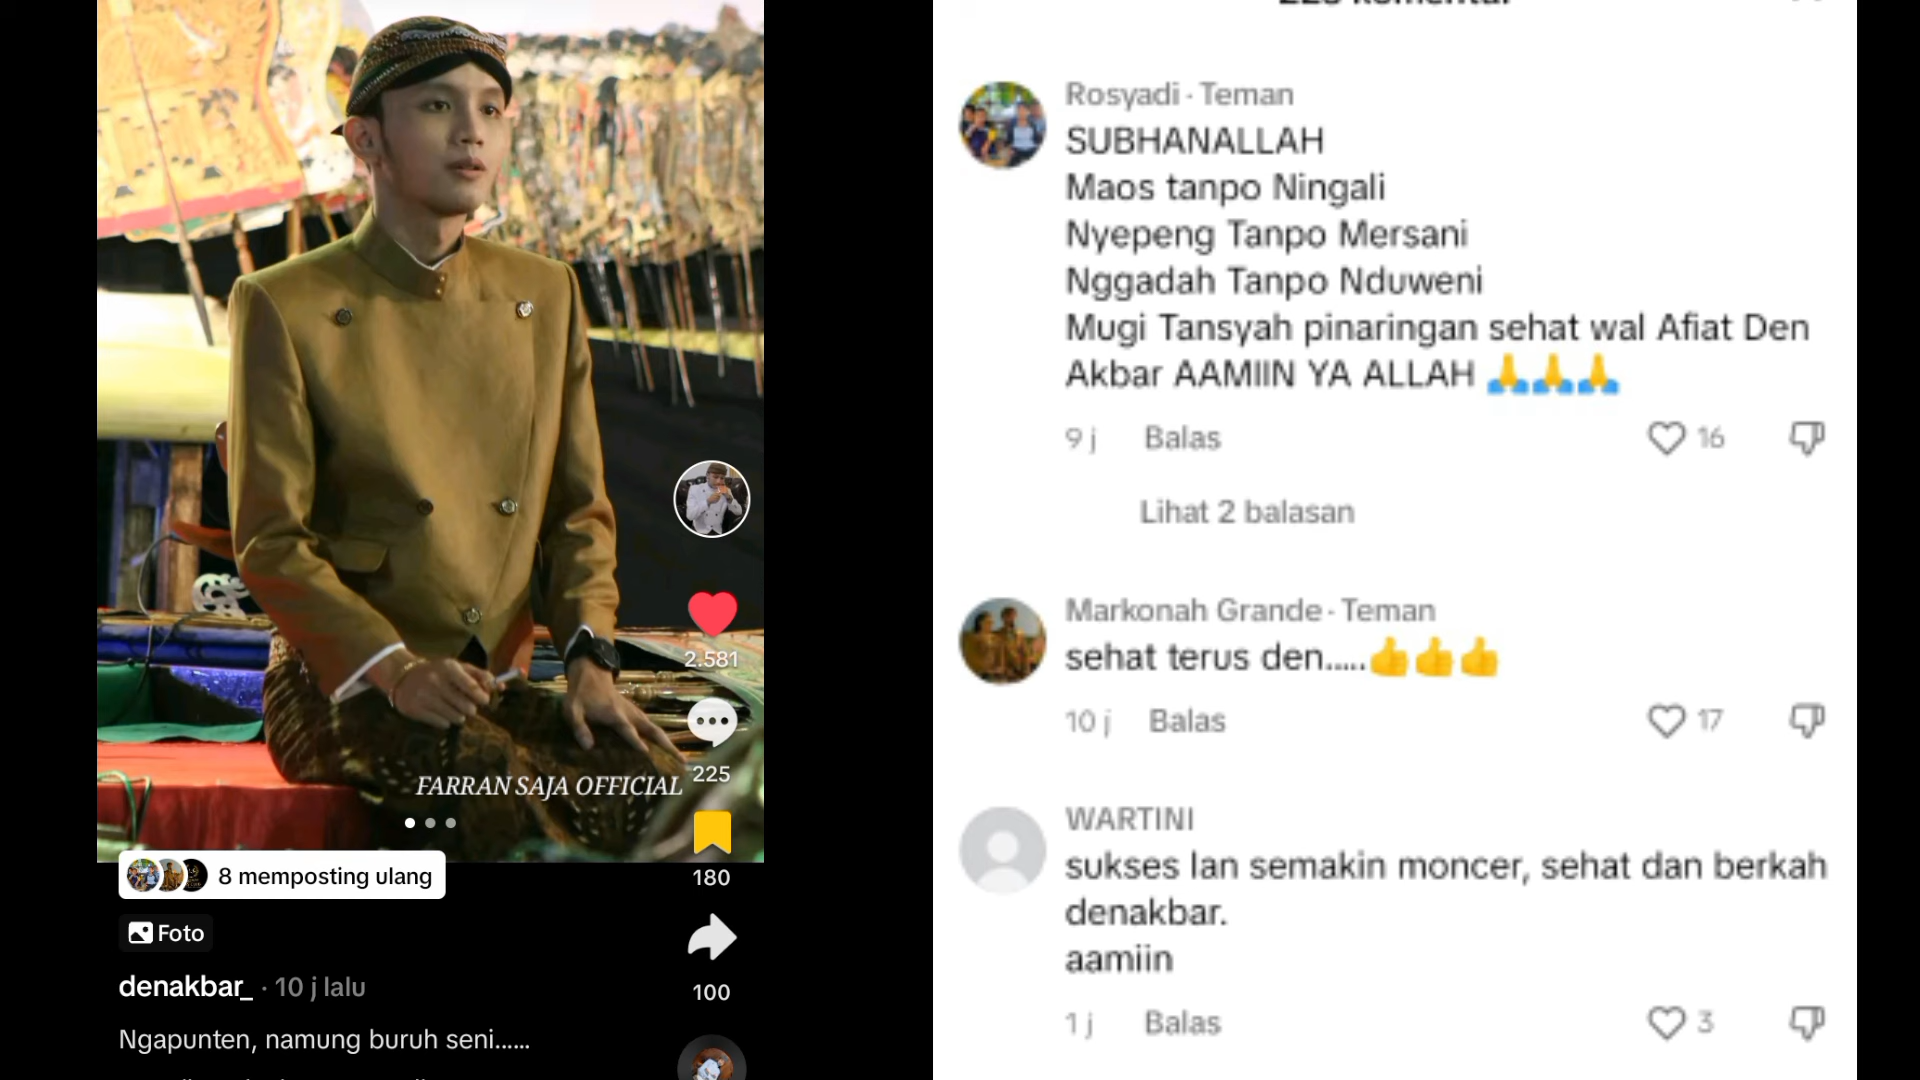 FARRAN SAJA OFFICIAL
2.581
225
180
100
8 memposting ulang
Foto
denakbar_ · 10 j lalu
Ngapunten, namung buruh seni......
225 komentar
Rosyadi · Teman
SUBHANALLAH
Maos tanpo Ningali
Nyepeng Tanpo Mersani
Nggadah Tanpo Nduweni
Mugi Tansyah pinaringan sehat wal Afiat Den
Akbar AAMIIN YA ALLAH 🙏🙏🙏
9 j Balas 16
Lihat 2 balasan
Markonah Grande · Teman
sehat terus den.....👍👍👍
10 j Balas 17
WARTINI
sukses lan semakin moncer, sehat dan berkah
denakbar.
aamiin
1 j Balas 3